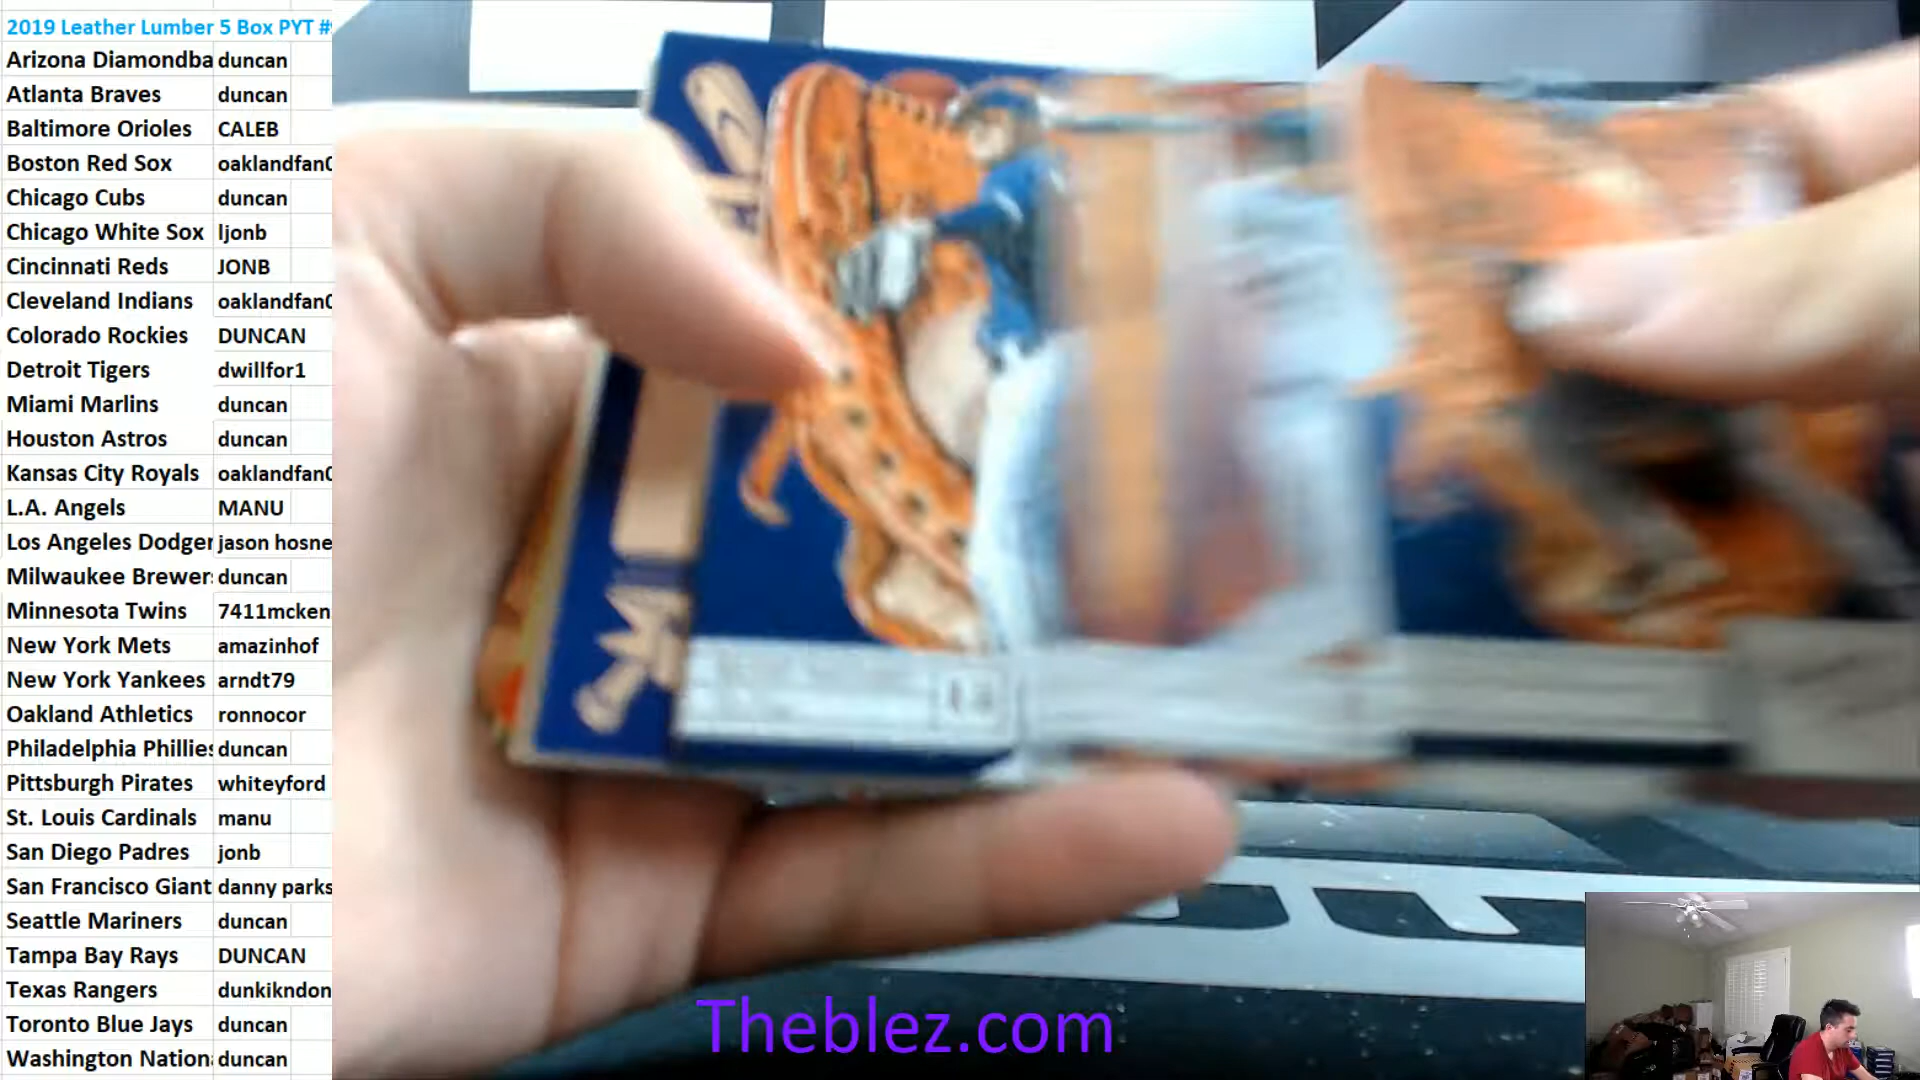 2019 Leather Lumber 5 Box PYT #
Arizona Diamondba duncan
Atlanta Braves duncan
Baltimore Orioles CALEB
Boston Red Sox oaklandfan0
Chicago Cubs duncan
Chicago White Sox ljonb
Cincinnati Reds JONB
Cleveland Indians oaklandfan0
Colorado Rockies DUNCAN
Detroit Tigers dwillfor1
Miami Marlins duncan
Houston Astros duncan
Kansas City Royals oaklandfan0
L.A. Angels MANU
Los Angeles Dodger jason hosne
Milwaukee Brewer duncan
Minnesota Twins 7411mcken
New York Mets amazinhof
New York Yankees arndt79
Oakland Athletics ronnocor
Philadelphia Phillies duncan
Pittsburgh Pirates whiteyford
St. Louis Cardinals manu
San Diego Padres jonb
San Francisco Giant danny parks
Seattle Mariners duncan
Tampa Bay Rays DUNCAN
Texas Rangers dunkikndon
Toronto Blue Jays duncan
Washington Nation duncan
Theblez.com